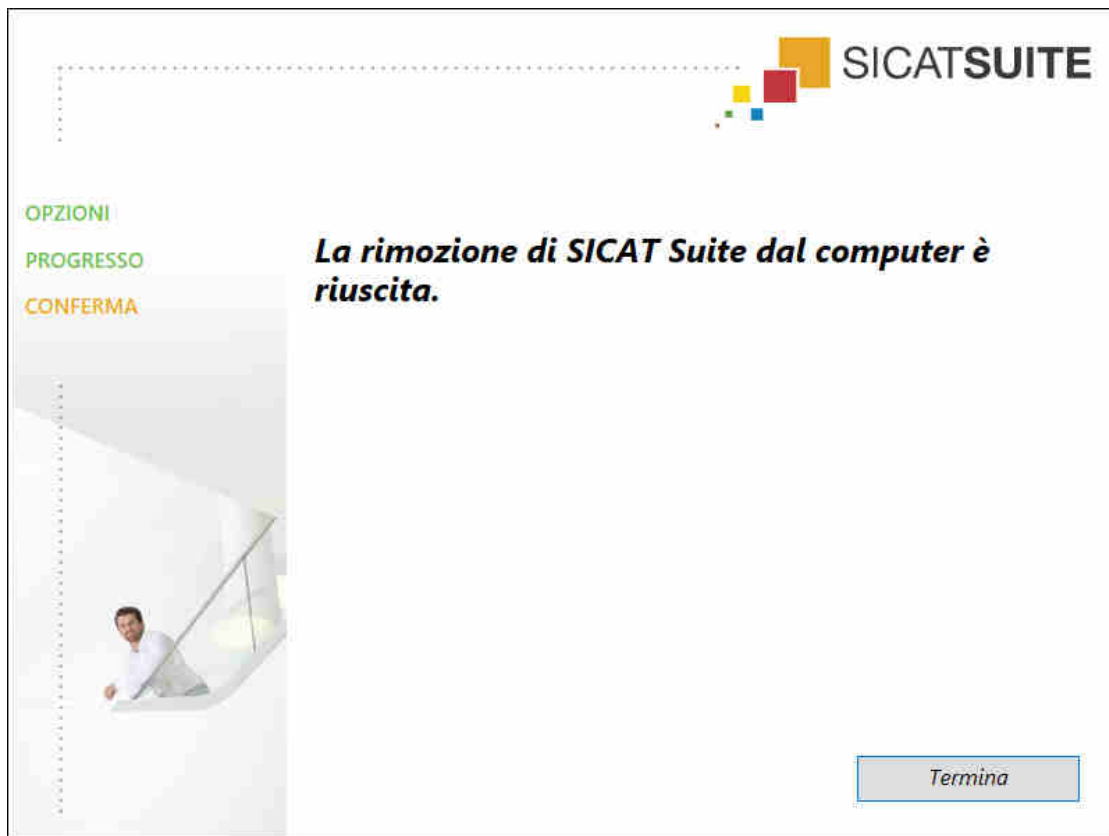 SICATSUITE
OPZIONI
PROGRESSO
CONFERMA
La rimozione di SICAT Suite dal computer è
riuscita.
Termina